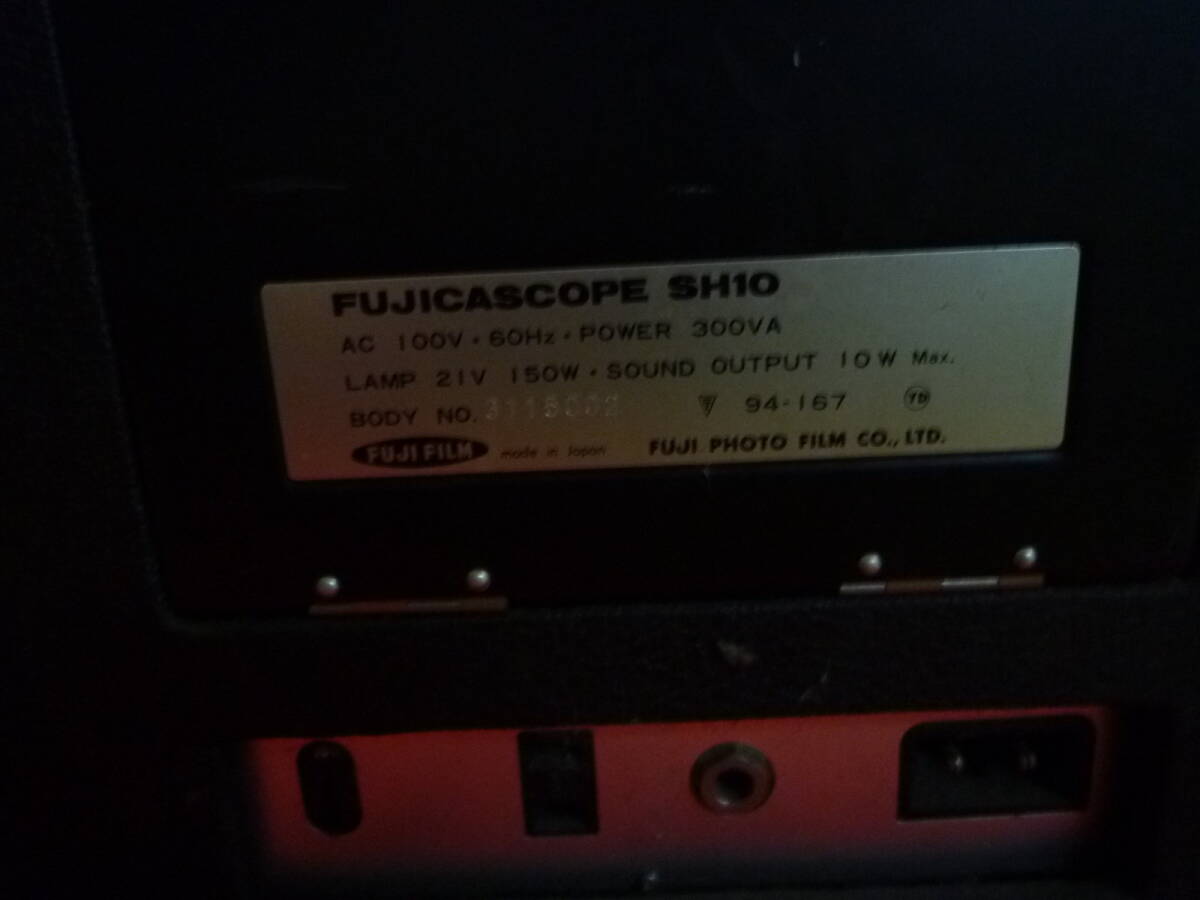 FUJICASCOPE SH10
AC 100V · 60Hz · POWER 300VA
LAMP 21V 150W · SOUND OUTPUT 10W Max.
BODY NO. 94-167
FUJI FILM made in Japan FUJI PHOTO FILM CO., LTD.